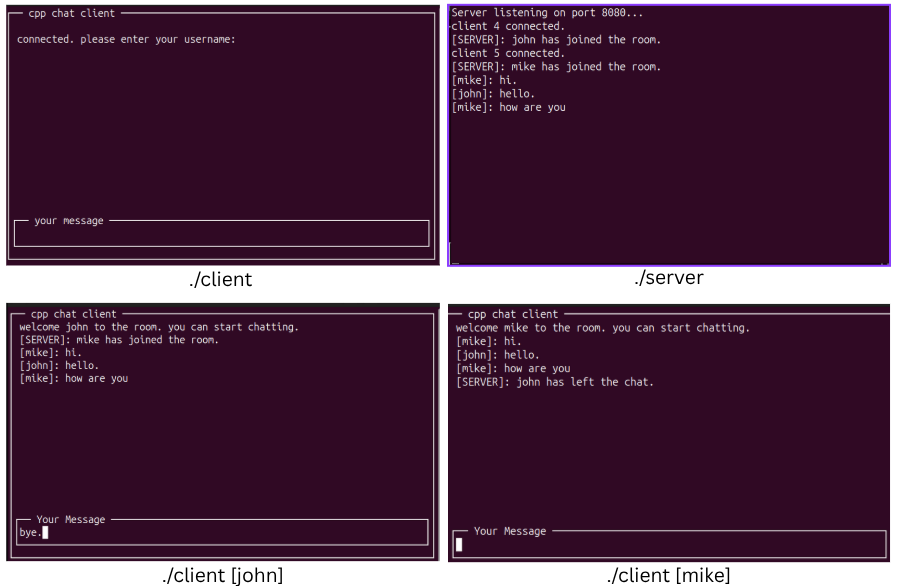 cpp chat client
connected. please enter your username:
your message
./client
Server listening on port 8080...
client 4 connected.
[SERVER]: john has joined the room.
client 5 connected.
[SERVER]: mike has joined the room.
[mike]: hi.
[john]: hello.
[mike]: how are you
./server
cpp chat client
welcome john to the room. you can start chatting.
[SERVER]: mike has joined the room.
[mike]: hi.
[john]: hello.
[mike]: how are you
Your Message
bye.
./client [john]
cpp chat client
welcome mike to the room. you can start chatting.
[mike]: hi.
[john]: hello.
[mike]: how are you
[SERVER]: john has left the chat.
Your Message
./client [mike]